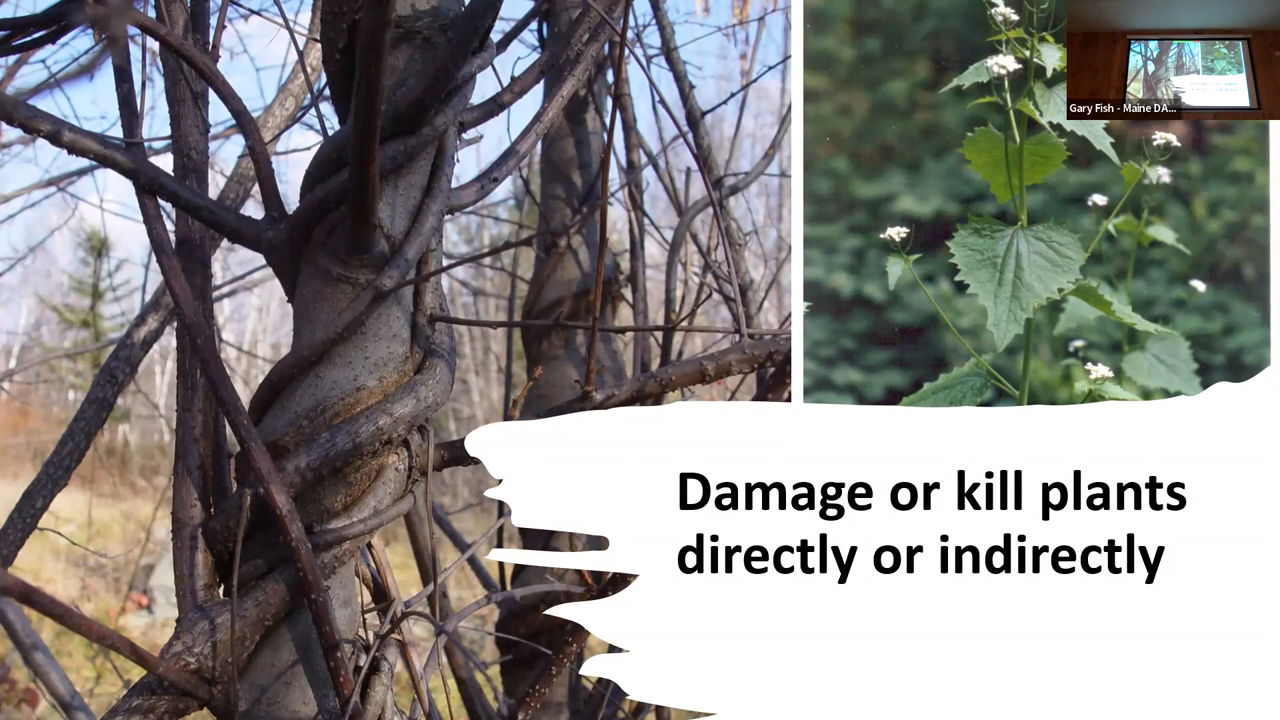 Gary Fish - Maine DA...
Damage or kill plants
directly or indirectly